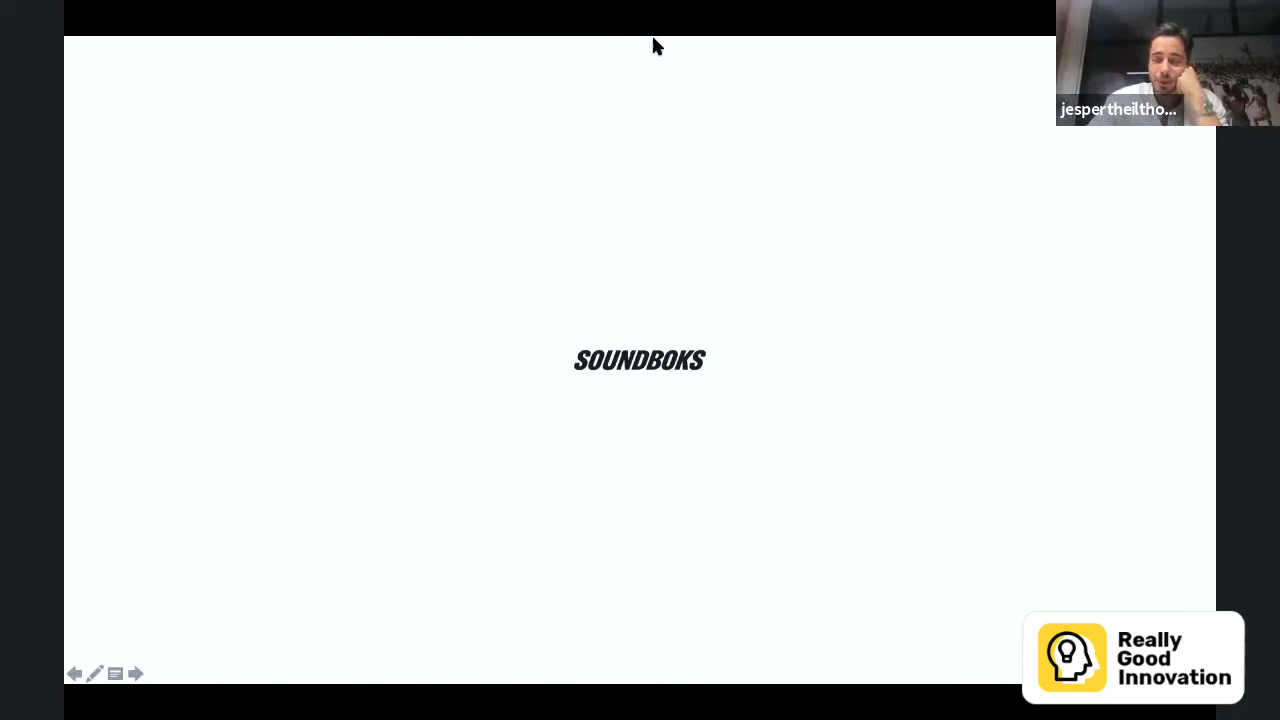 jespertheiltho...
SOUNDBOKS
Really
Good
Innovation